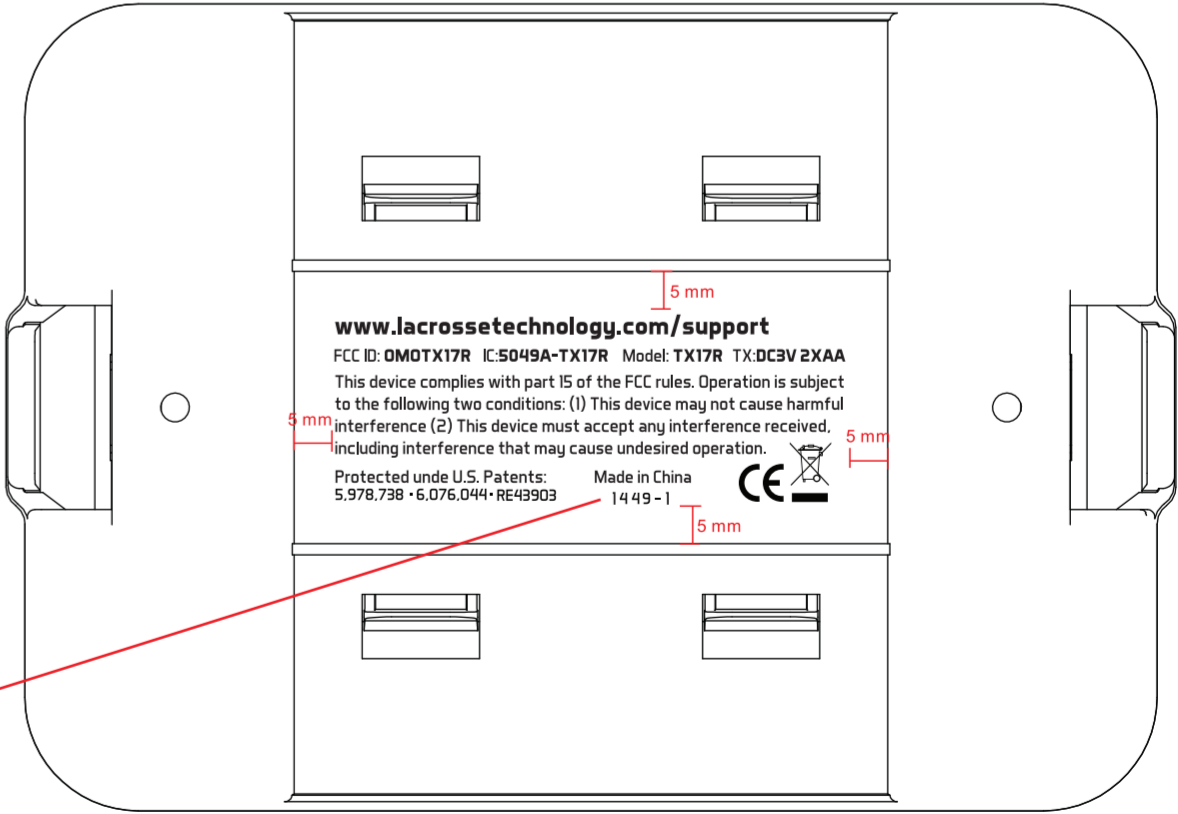 5 mm
www.lacrossetechnology.com/support
FCC ID: OMOTX17R IC:5049A-TX17R Model: TX17R TX:DC3V 2XAA
This device complies with part 15 of the FCC rules. Operation is subject
to the following two conditions: (1) This device may not cause harmful
5 mm
interference (2) This device must accept any interference received,
5 mm
including interference that may cause undesired operation.
Protected unde U.S. Patents:
5,978,738 · 6,076,044 · RE43903
Made in China
1449-1
CE
5 mm